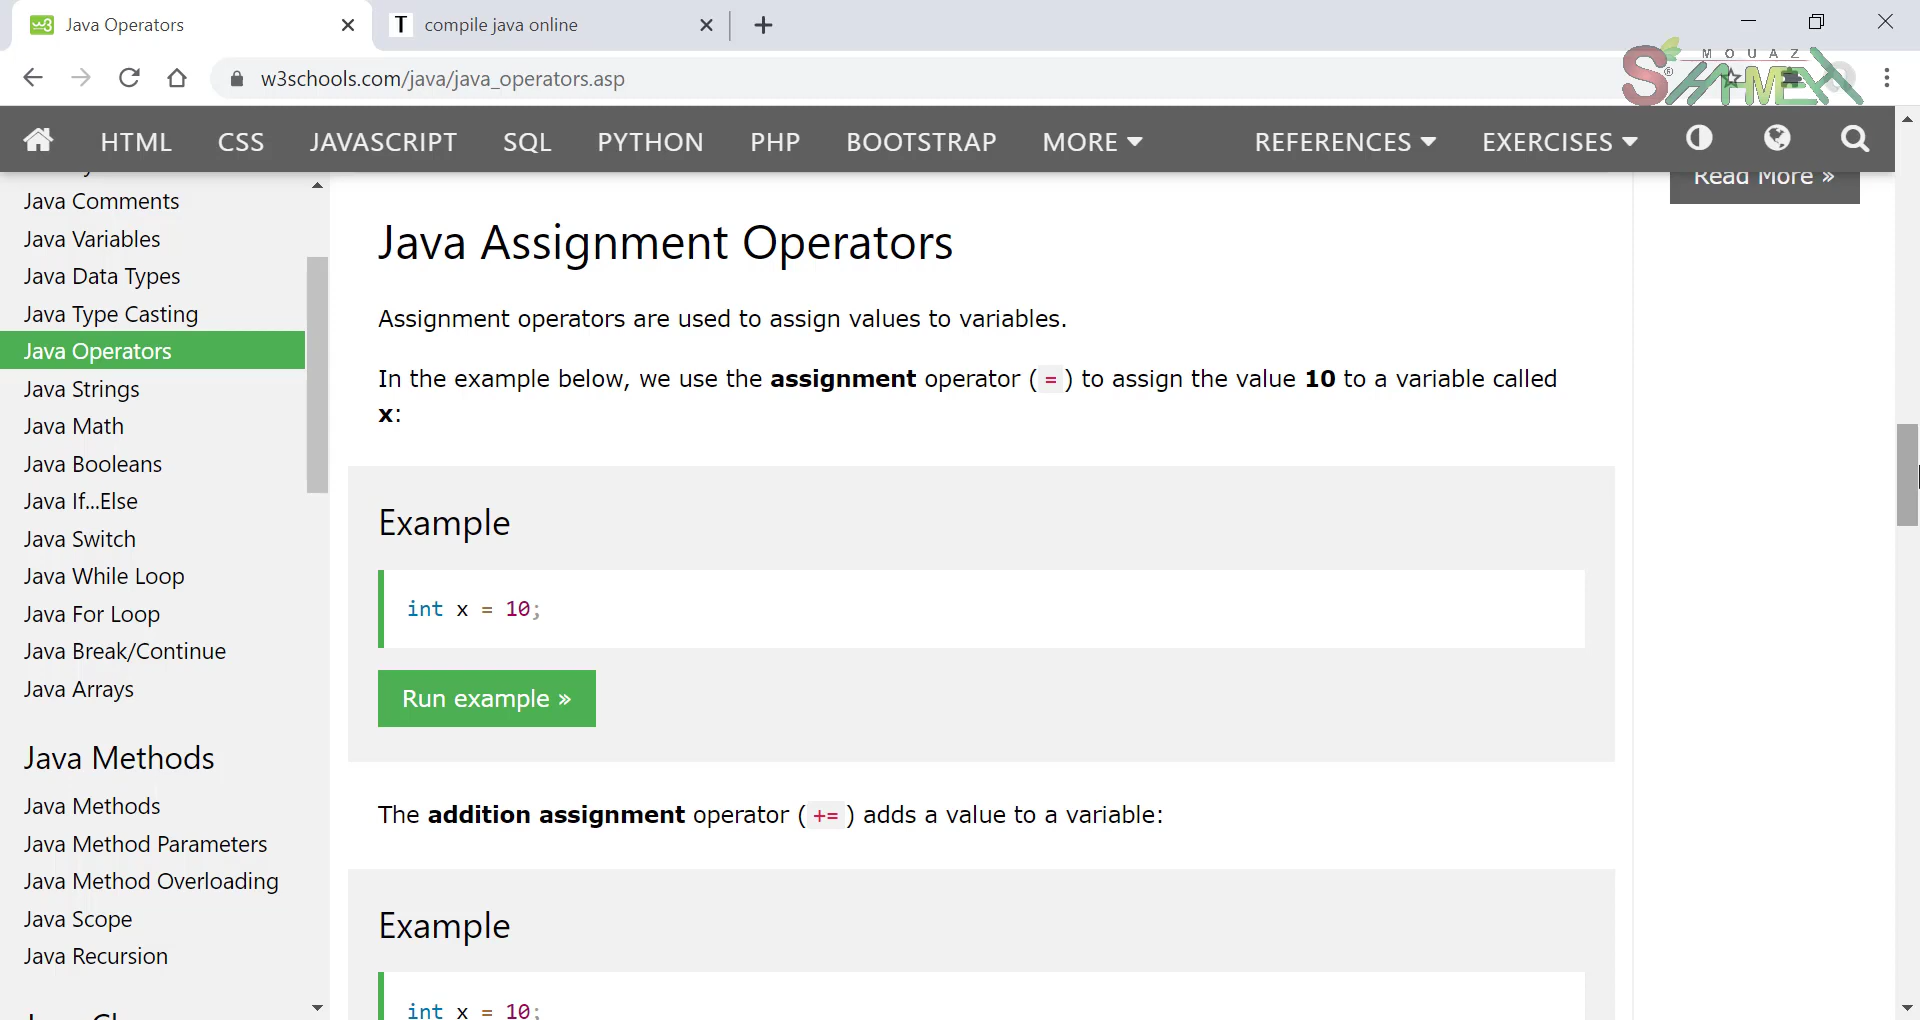 Java Operators
T compile java online
w3schools.com/java/java_operators.asp
MOUAZ
SHAMEKH
HTML CSS JAVASCRIPT SQL PYTHON PHP BOOTSTRAP MORE REFERENCES EXERCISES
Read More »
Java Comments
Java Variables
Java Data Types
Java Type Casting
Java Operators
Java Strings
Java Math
Java Booleans
Java If...Else
Java Switch
Java While Loop
Java For Loop
Java Break/Continue
Java Arrays
Java Methods
Java Methods
Java Method Parameters
Java Method Overloading
Java Scope
Java Recursion
Java Assignment Operators
Assignment operators are used to assign values to variables.
In the example below, we use the assignment operator (=) to assign the value 10 to a variable called
x:
Example
int x = 10;
Run example »
The addition assignment operator (+=) adds a value to a variable:
Example
int x = 10;